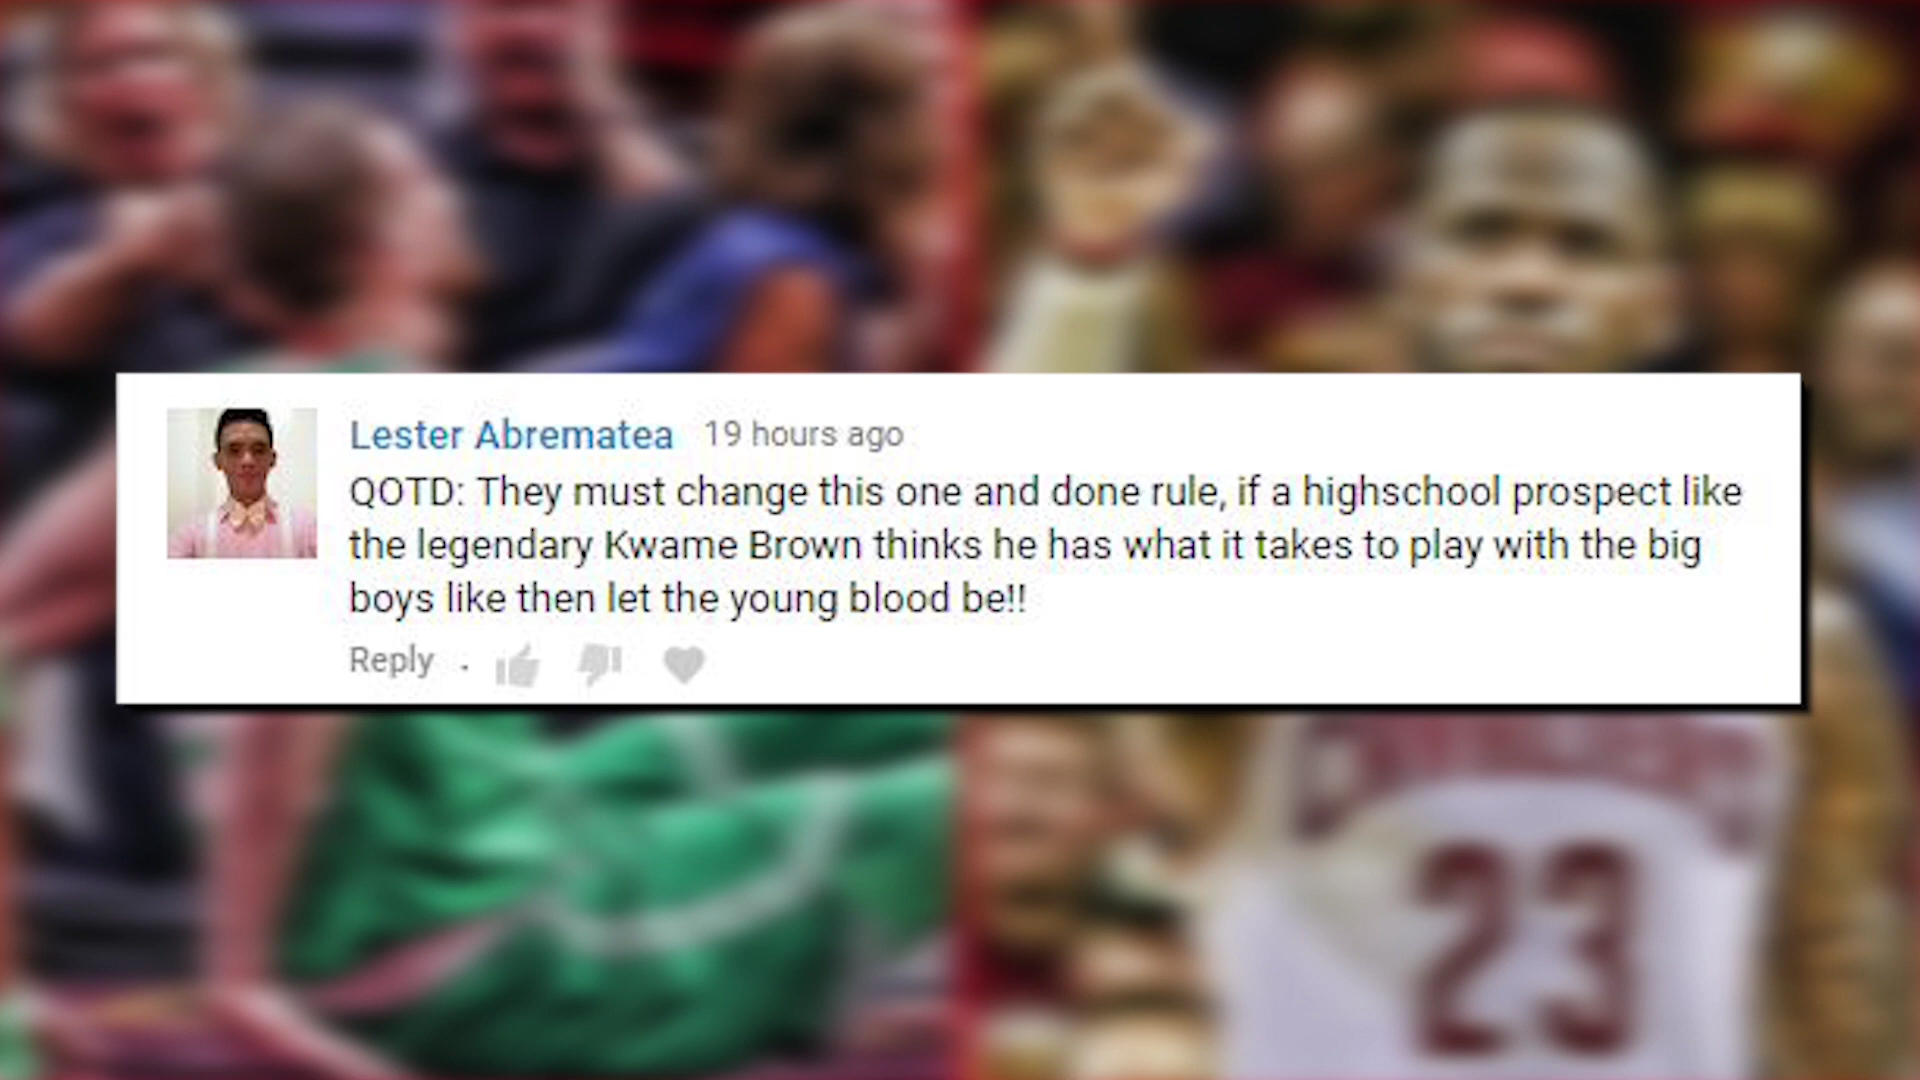 Lester Abrematea 19 hours ago
QOTD: They must change this one and done rule, if a highschool prospect like
the legendary Kwame Brown thinks he has what it takes to play with the big
boys like then let the young blood be!!
Reply .
23